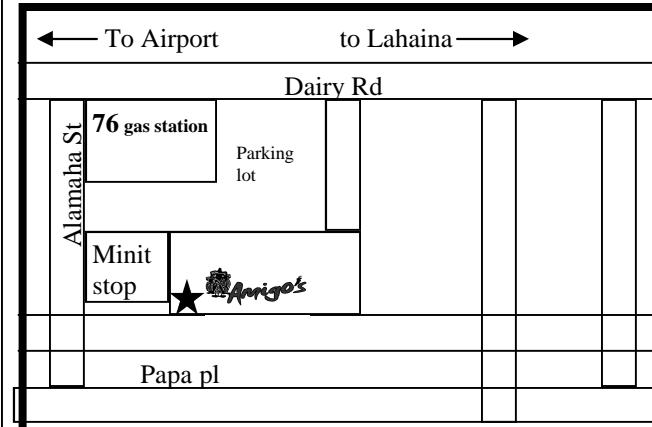 To Airport to Lahaina
Dairy Rd
76 gas station
Parking
lot
Alamaha St
Minit
stop
Amigo's
Papa pl